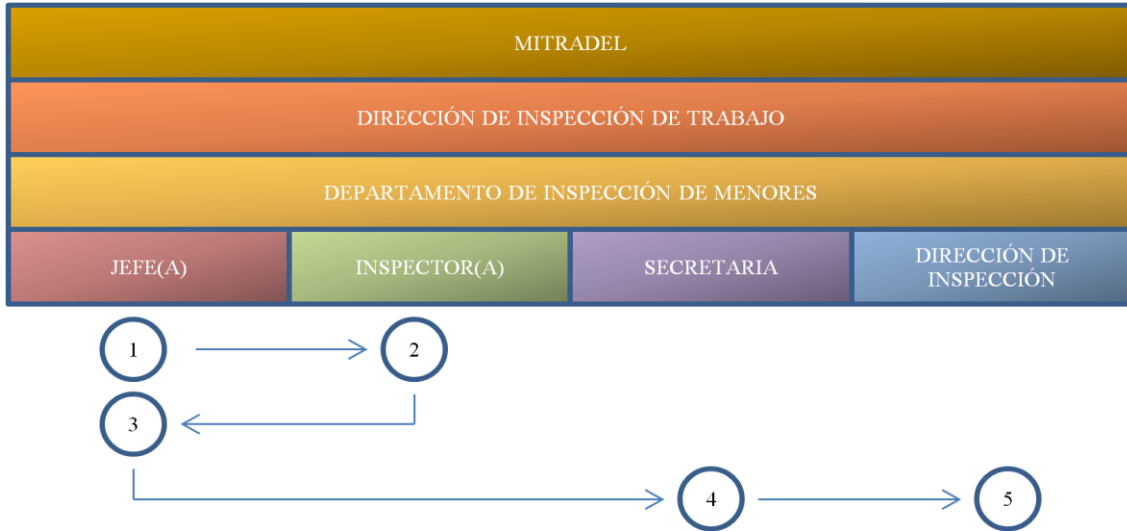 MITRADEL
DIRECCIÓN DE INSPECCIÓN DE TRABAJO
DEPARTAMENTO DE INSPECCIÓN DE MENORES
JEFE(A)
INSPECTOR(A)
SECRETARIA
DIRECCIÓN DE
INSPECCIÓN
1
2
3
4
5